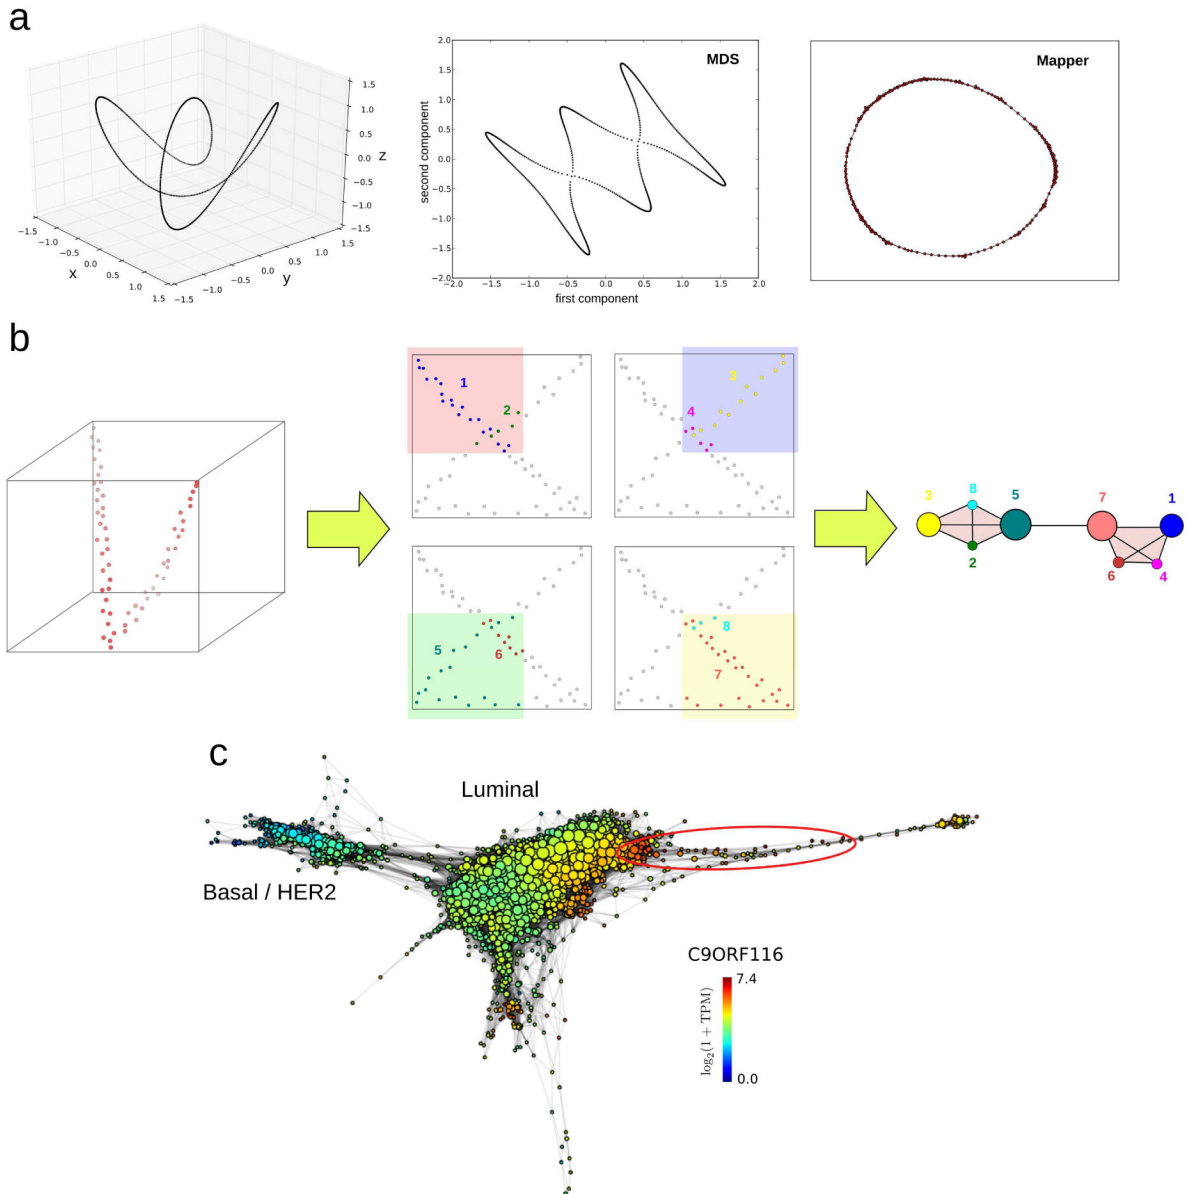 a
1.5
1.0
0.5
0.0
−0.5
−1.0
−1.5
z
−1.5
−1.0
−0.5
0.0
0.5
1.0
1.5
x
−1.5
−1.0
−0.5
0.0
0.5
1.0
1.5
y
MDS
2.0
1.5
1.0
0.5
0.0
−0.5
−1.0
−1.5
−2.0
second component
−2.0 −1.5 −1.0 −0.5 0.0 0.5 1.0 1.5 2.0
first component
Mapper
b
1
2
3
4
5
6
7
8
3 8 5 7 1
2 6 4
c
Luminal
Basal / HER2
C9ORF116
7.4
log2(1 + TPM)
0.0